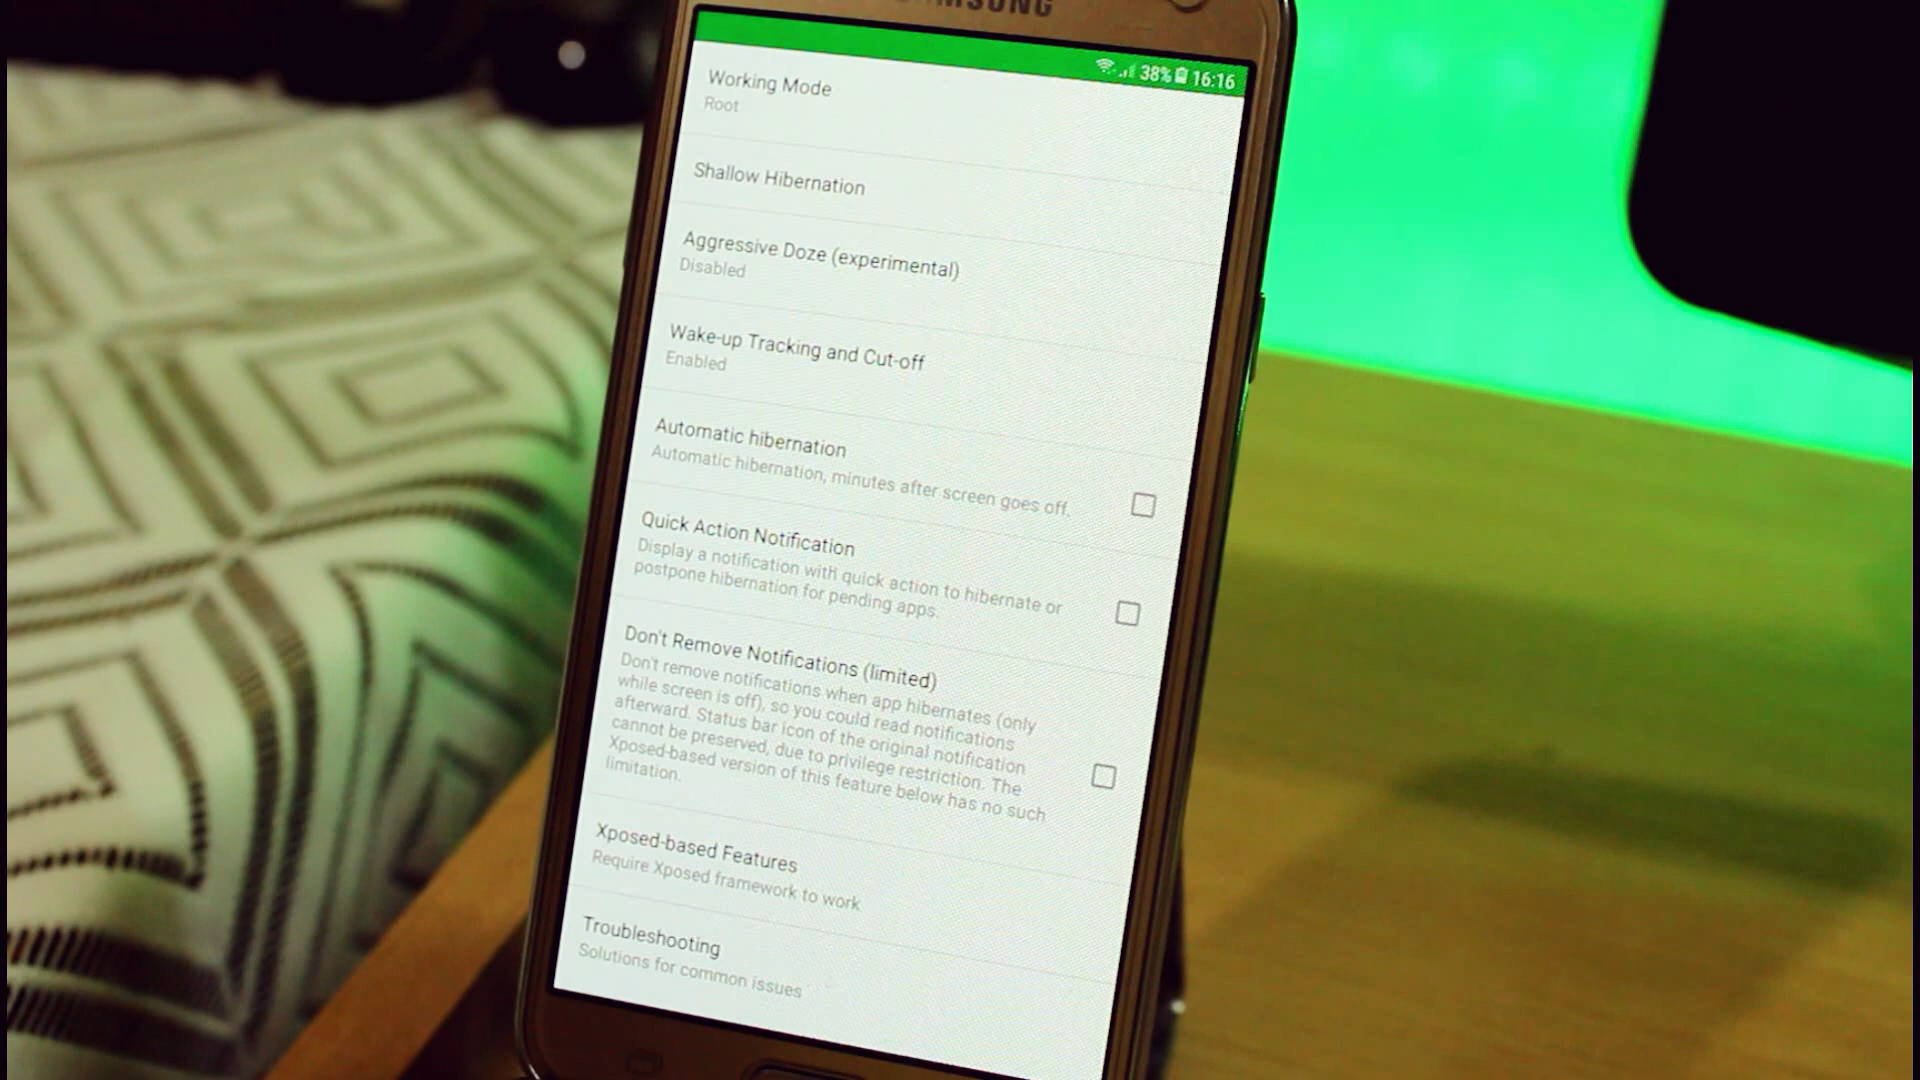 SAMSUNG
38% 16:16
Working Mode
Root
Shallow Hibernation
Aggressive Doze (experimental)
Disabled
Wake-up Tracking and Cut-off
Enabled
Automatic hibernation
Automatic hibernation, minutes after screen goes off.
Quick Action Notification
Display a notification with quick action to hibernate or
postpone hibernation for pending apps.
Don't Remove Notifications (limited)
Don't remove notifications when app hibernates (only
while screen is off), so you could read notifications
afterward. Status bar icon of the original notification
cannot be preserved, due to privilege restriction. The
Xposed-based version of this feature below has no such
limitation.
Xposed-based Features
Require Xposed framework to work
Troubleshooting
Solutions for common issues